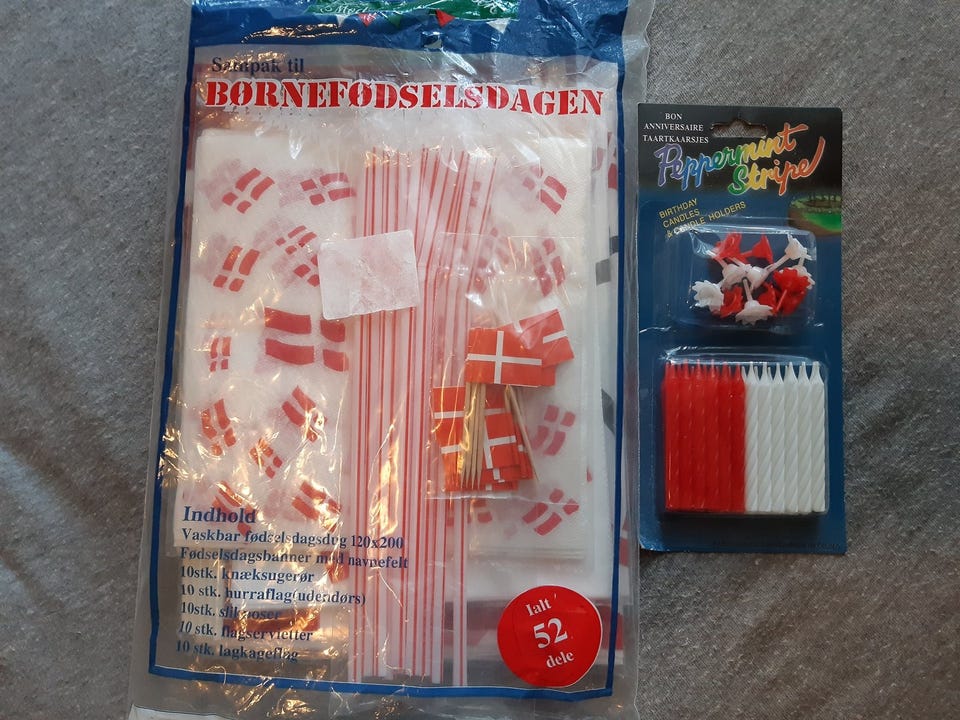 Sampak til
BØRNEFØDSELSDAGEN
Indhold
Vaskbar fødselsdagsdug 120x200
Fødselsdagsbanner med navnefelt
10stk. knæksugerør
10 stk. hurraflag(udendørs)
10stk. slikposer
10 stk. flagservietter
10 stk. lagkageflag
Ialt
52
dele
BON
ANNIVERSAIRE
TAARTKAARSJES
Peppermint
Stripe
BIRTHDAY
CANDLES
& CANDLE HOLDERS